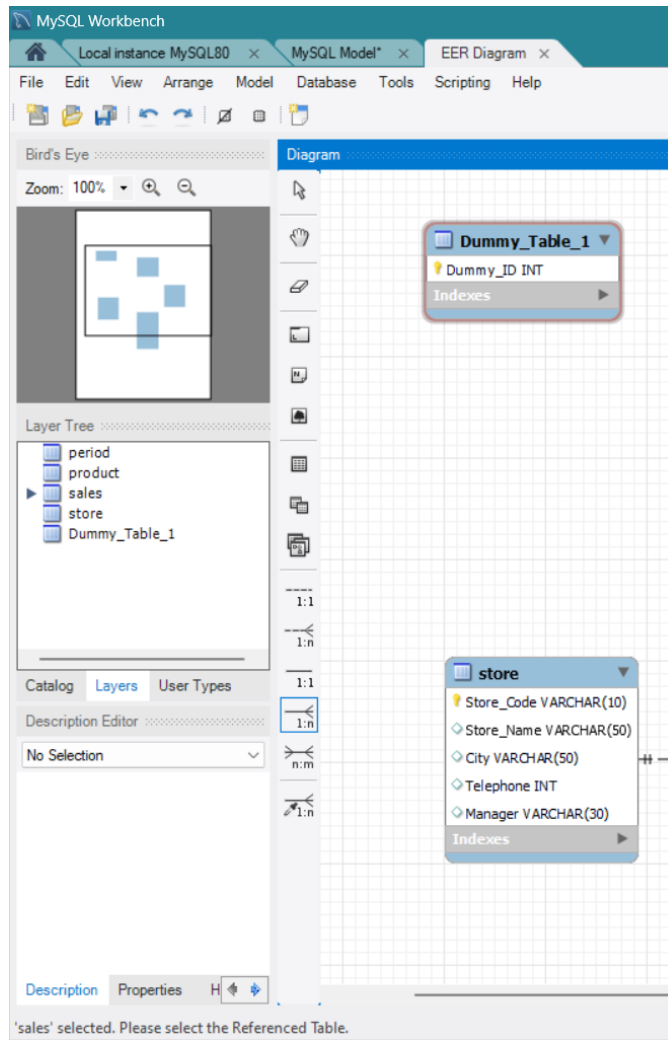 MySQL Workbench
Local instance MySQL80 × MySQL Model* × EER Diagram ×
File Edit View Arrange Model Database Tools Scripting Help
Bird's Eye
Zoom: 100%
Diagram
Dummy_Table_1
Dummy_ID INT
Indexes
Layer Tree
period
product
sales
store
Dummy_Table_1
Catalog Layers User Types
Description Editor
No Selection
Description Properties H
1:1
1:n
1:1
1:n
n:m
1:n
store
Store_Code VARCHAR(10)
Store_Name VARCHAR(50)
City VARCHAR(50)
Telephone INT
Manager VARCHAR(30)
Indexes
'sales' selected. Please select the Referenced Table.